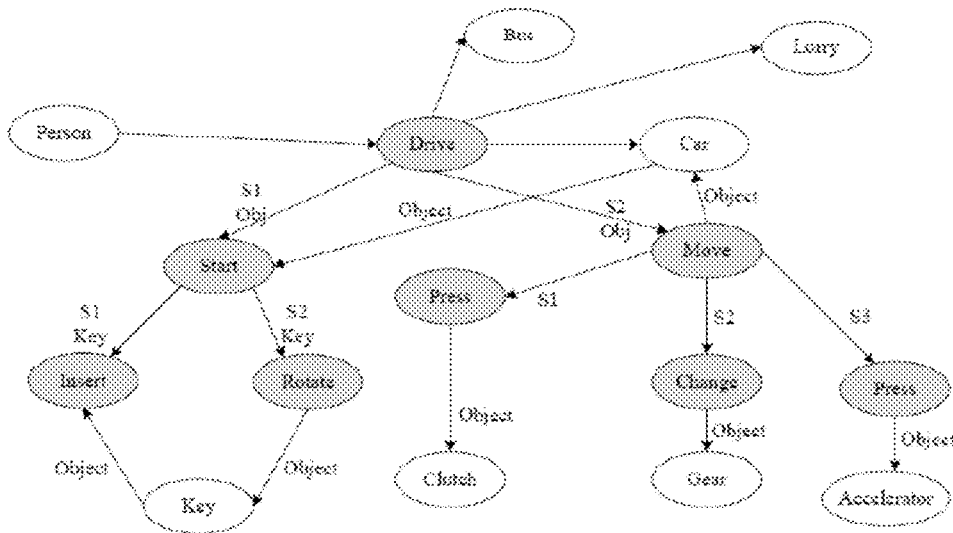 Bus
Lorry
Person
Drive
Car
S1
Obj
Object
S2
Obj
Object
Start
Move
Press
S1
S1
Key
S2
Key
S2
S3
Insert
Rotate
Change
Press
Object
Object
Object
Object
Object
Key
Clutch
Gear
Accelerator